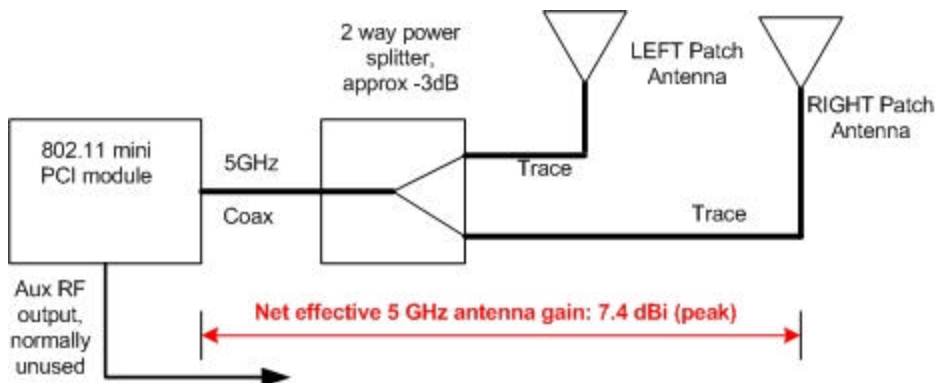 2 way power
splitter,
approx -3dB
LEFT Patch
Antenna
RIGHT Patch
Antenna
802.11 mini
PCI module
5GHz
Coax
Trace
Trace
Aux RF
output,
normally
unused
Net effective 5 GHz antenna gain: 7.4 dBi (peak)